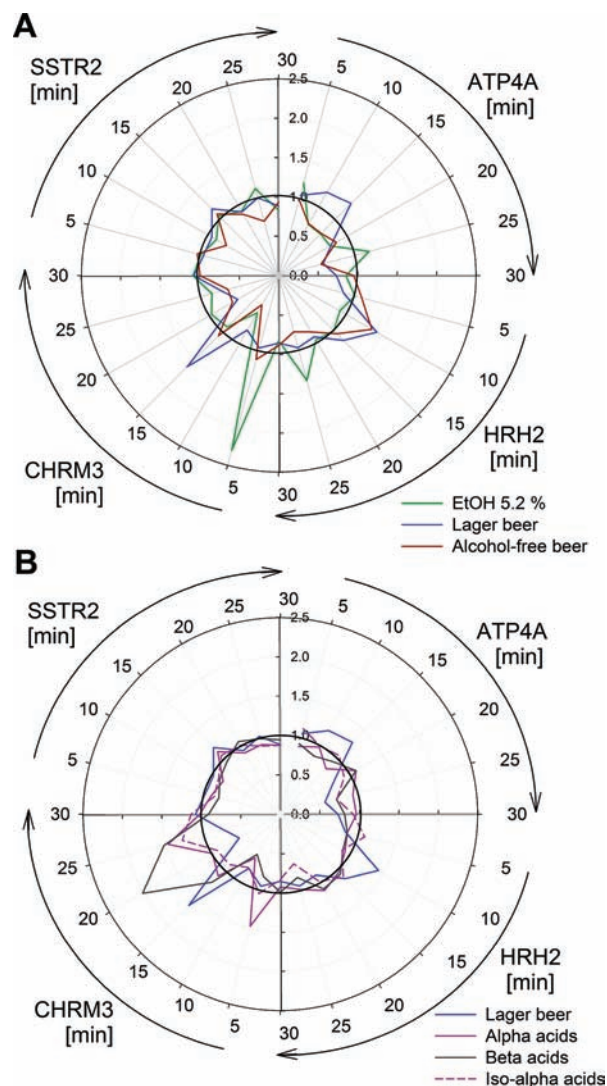 A
SSTR2
[min]
ATP4A
[min]
HRH2
[min]
CHRM3
[min]
30
5
10
15
20
25
30
5
10
15
20
25
30
5
10
15
20
25
30
5
10
15
20
25
2.5
2.0
1.5
1.0
0.5
0.0
EtOH 5.2 %
Lager beer
Alcohol-free beer
B
SSTR2
[min]
ATP4A
[min]
HRH2
[min]
CHRM3
[min]
30
5
10
15
20
25
30
5
10
15
20
25
30
5
10
15
20
25
30
5
10
15
20
25
2.5
2.0
1.5
1.0
0.5
0.0
Lager beer
Alpha acids
Beta acids
Iso-alpha acids